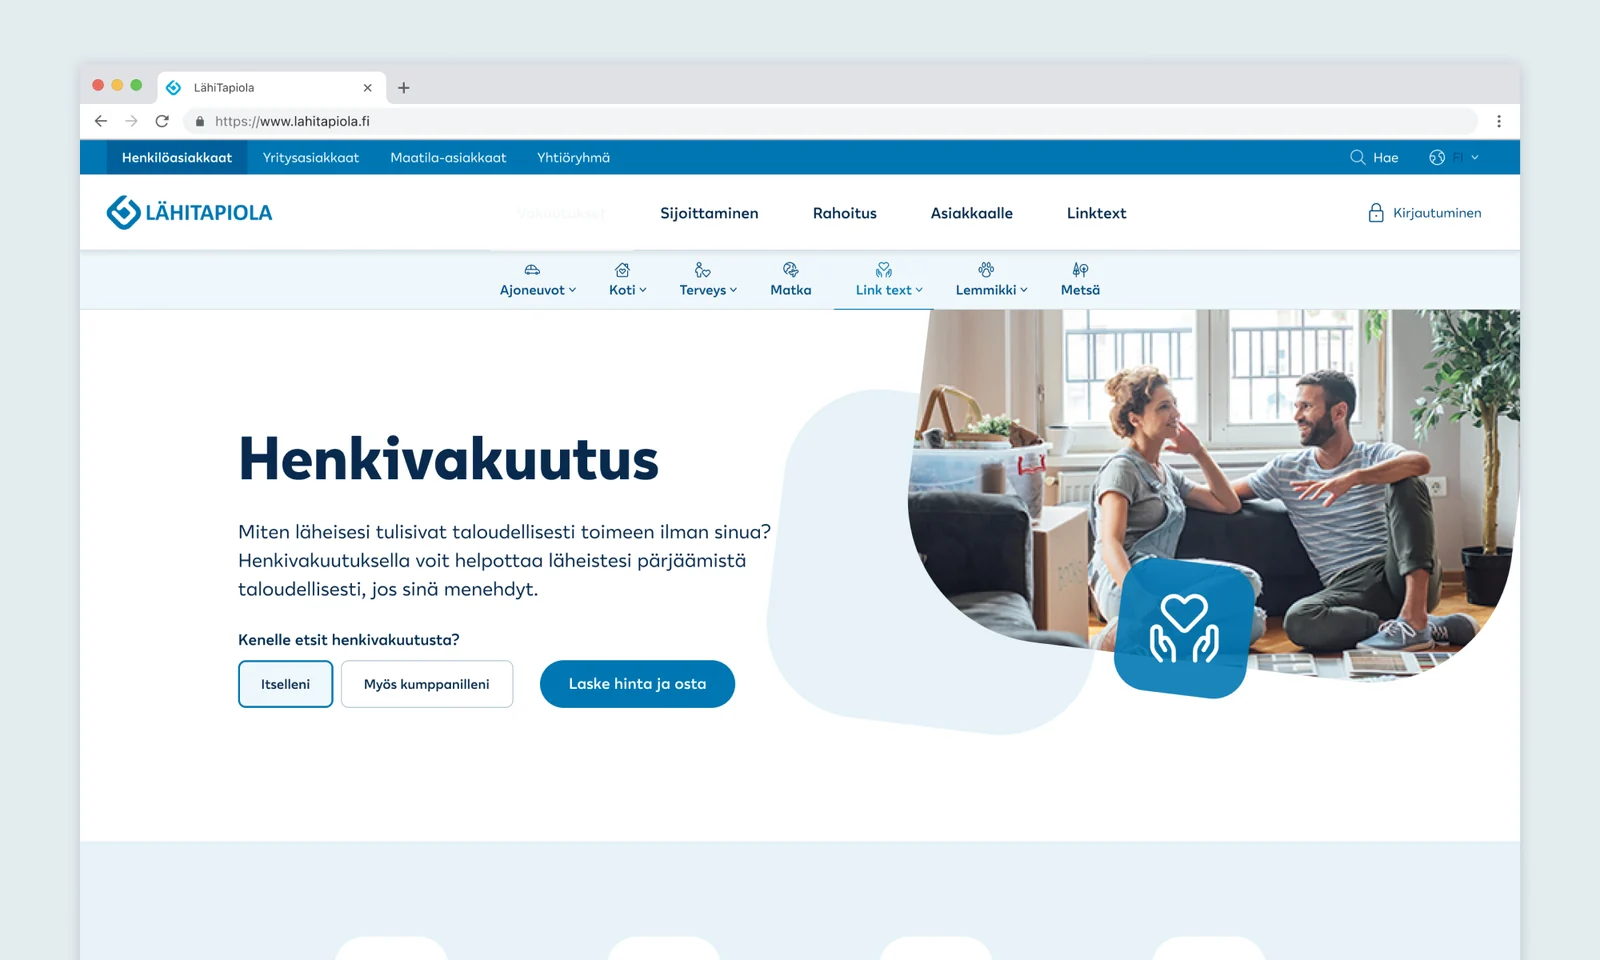 LähiTapiola
https://www.lahitapiola.fi
Henkilöasiakkaat Yritysasiakkaat Maatila-asiakkaat Yhtiöryhmä Hae FI
LÄHITAPIOLA Vakuutukset Sijoittaminen Rahoitus Asiakkaalle Linktext Kirjautuminen
Ajoneuvot Koti Terveys Matka Link text Lemmikki Metsä
Henkivakuutus
Miten läheisesi tulisivat taloudellisesti toimeen ilman sinua?
Henkivakuutuksella voit helpottaa läheistesi pärjäämistä
taloudellisesti, jos sinä menehdyt.
Kenelle etsit henkivakuutusta?
Itselleni Myös kumppanilleni Laske hinta ja osta